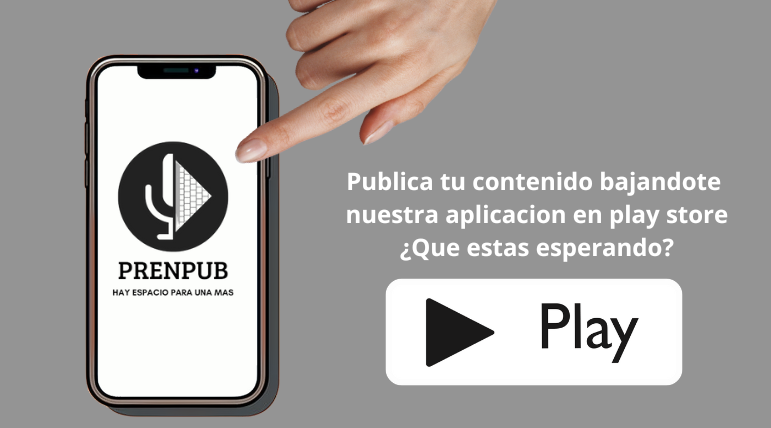 PRENPUB
HAY ESPACIO PARA UNA MAS
Publica tu contenido bajandote
nuestra aplicacion en play store
¿Que estas esperando?
Play